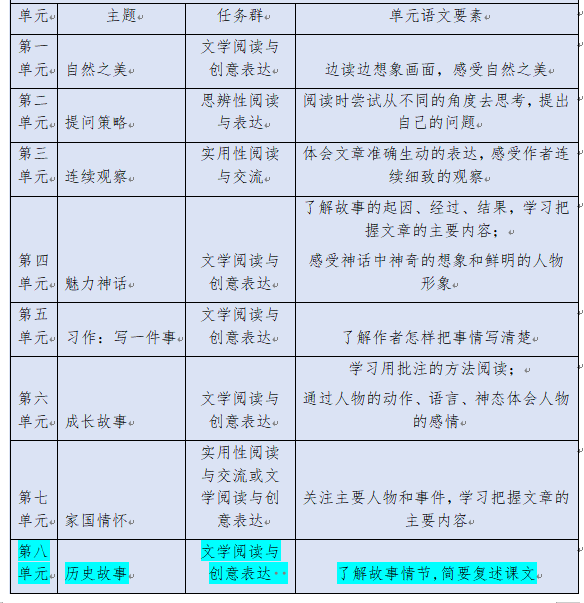 单元 主题 任务群 单元语文要素
第一单元 自然之美 文学阅读与创意表达 边读边想象画面，感受自然之美
第二单元 提问策略 思辨性阅读与表达 阅读时尝试从不同的角度去思考，提出自己的问题
第三单元 连续观察 实用性阅读与交流 体会文章准确生动的表达，感受作者连续细致的观察
第四单元 魅力神话 文学阅读与创意表达 了解故事的起因、经过、结果，学习把握文章的主要内容；
感受神话中神奇的想象和鲜明的人物形象
第五单元 习作：写一件事 文学阅读与创意表达 了解作者怎样把事情写清楚
第六单元 成长故事 文学阅读与创意表达 学习用批注的方法阅读；
通过人物的动作、语言、神态体会人物的感情
第七单元 家国情怀 实用性阅读与交流或文学阅读与创意表达 关注主要人物和事件，学习把握文章的主要内容
第八单元 历史故事 文学阅读与创意表达 了解故事情节,简要复述课文